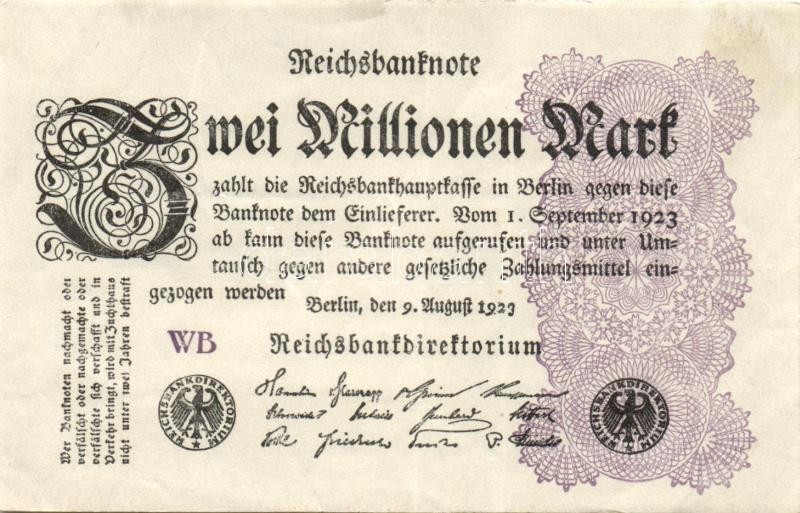 Reichsbanknote
Zwei Millionen Mark
zahlt die Reichsbankhauptkasse in Berlin gegen diese
Banknote dem Einlieferer. Vom 1. September 1923
ab kann diese Banknote aufgerufen und unter Um-
tausch gegen andere gesetzliche Zahlungsmittel ein-
gezogen werden
Berlin, den 9. August 1923
WB
Reichsbankdirektorium
REICHSBANKDIREKTORIUM
REICHSBANKDIREKTORIUM
Wer Banknoten nachmacht oder
verfälscht oder nachgemachte oder
verfälschte sich verschafft und in
Verkehr bringt, wird mit Zuchthaus
nicht unter zwei Jahren bestraft